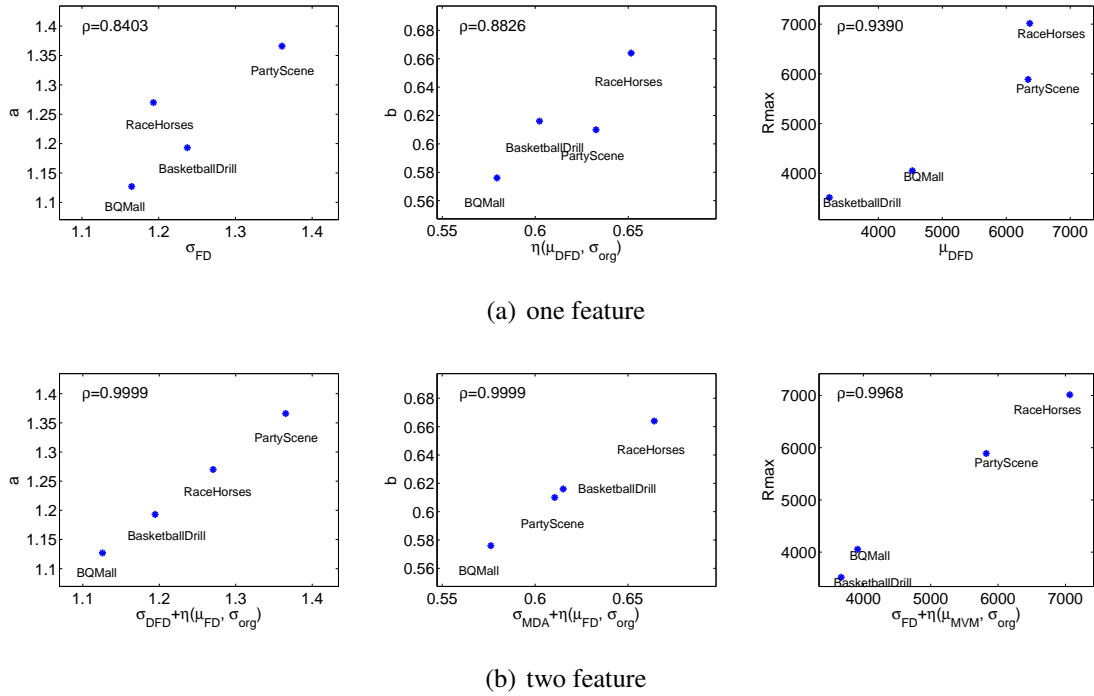 ρ=0.8403
1.4
1.35
1.3
1.25
1.2
1.15
1.1
a
PartyScene
RaceHorses
BasketballDrill
BQMall
1.1 1.2 1.3 1.4
σFD
ρ=0.8826
0.68
0.66
0.64
0.62
0.6
0.58
0.56
b
RaceHorses
BasketballDrill
PartyScene
BQMall
0.55 0.6 0.65
η(μDFD, σorg)
ρ=0.9390
7000
6000
5000
4000
Rmax
RaceHorses
PartyScene
BQMall
BasketballDrill
4000 5000 6000 7000
μDFD
(a) one feature
ρ=0.9999
1.4
1.35
1.3
1.25
1.2
1.15
1.1
a
PartyScene
RaceHorses
BasketballDrill
BQMall
1.1 1.2 1.3 1.4
σDFD+η(μFD, σorg)
ρ=0.9999
0.68
0.66
0.64
0.62
0.6
0.58
0.56
b
RaceHorses
BasketballDrill
PartyScene
BQMall
0.55 0.6 0.65
σMDA+η(μFD, σorg)
ρ=0.9968
7000
6000
5000
4000
Rmax
RaceHorses
PartyScene
BQMall
BasketballDrill
4000 5000 6000 7000
σFD+η(μMVM, σorg)
(b) two feature